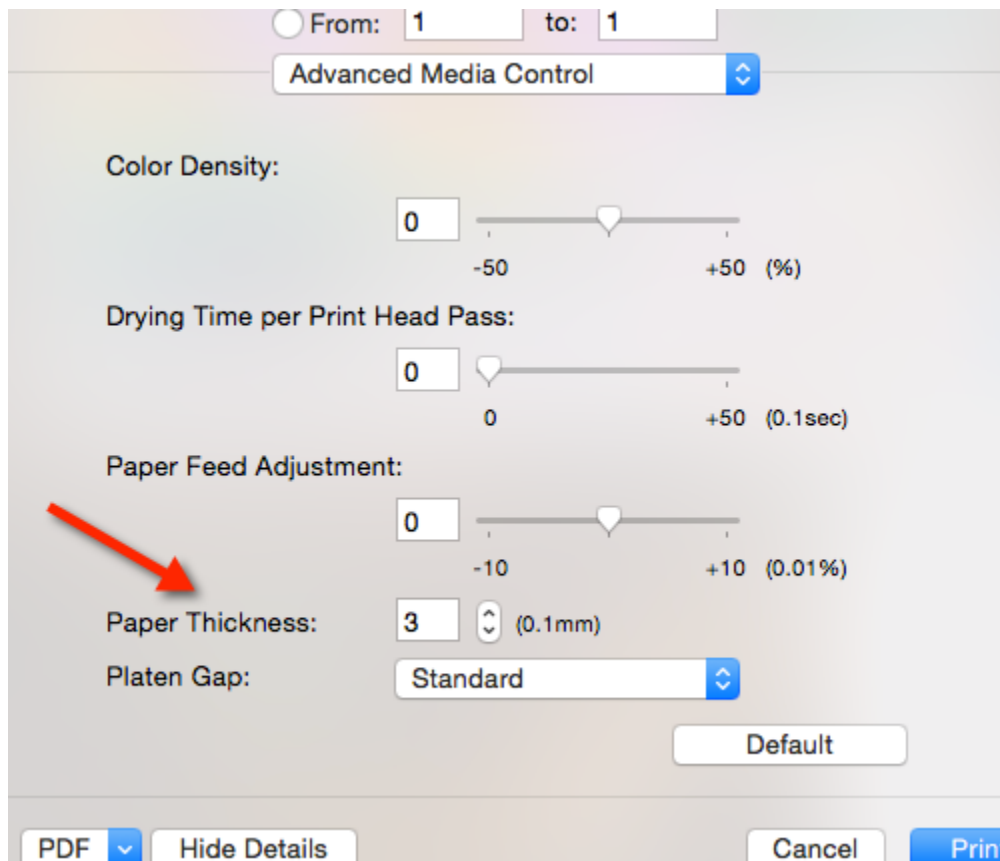 From: 1 to: 1
Advanced Media Control
Color Density:
0
-50 +50 (%)
Drying Time per Print Head Pass:
0
0 +50 (0.1sec)
Paper Feed Adjustment:
0
-10 +10 (0.01%)
Paper Thickness: 3 (0.1mm)
Platen Gap: Standard
Default
PDF Hide Details Cancel Prin